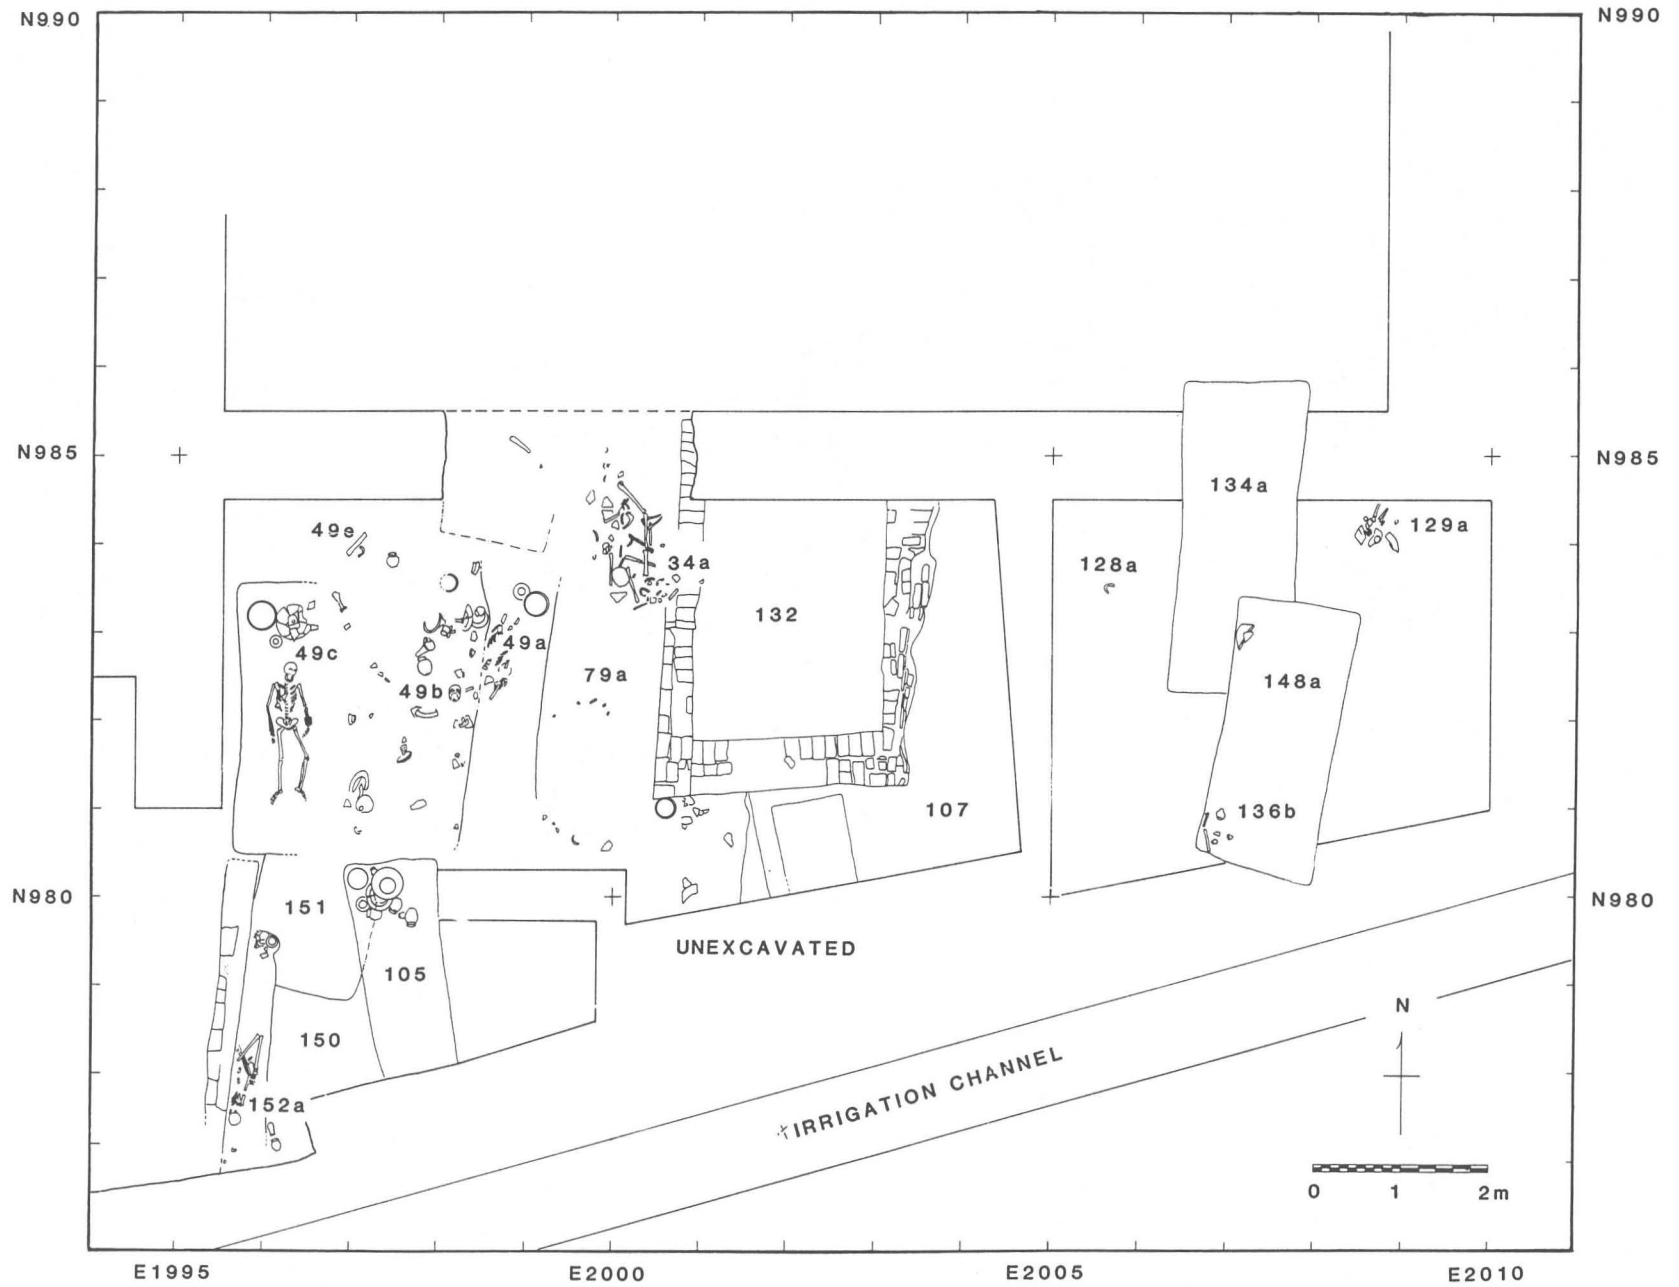 N990
N990
N985
N985
134a
129a
49e
34a
128a
132
49a
49c
79a
148a
49b
107
136b
N980
N980
151
UNEXCAVATED
105
N
150
IRRIGATION CHANNEL
152a
0 1 2m
E1995
E2000
E2005
E2010